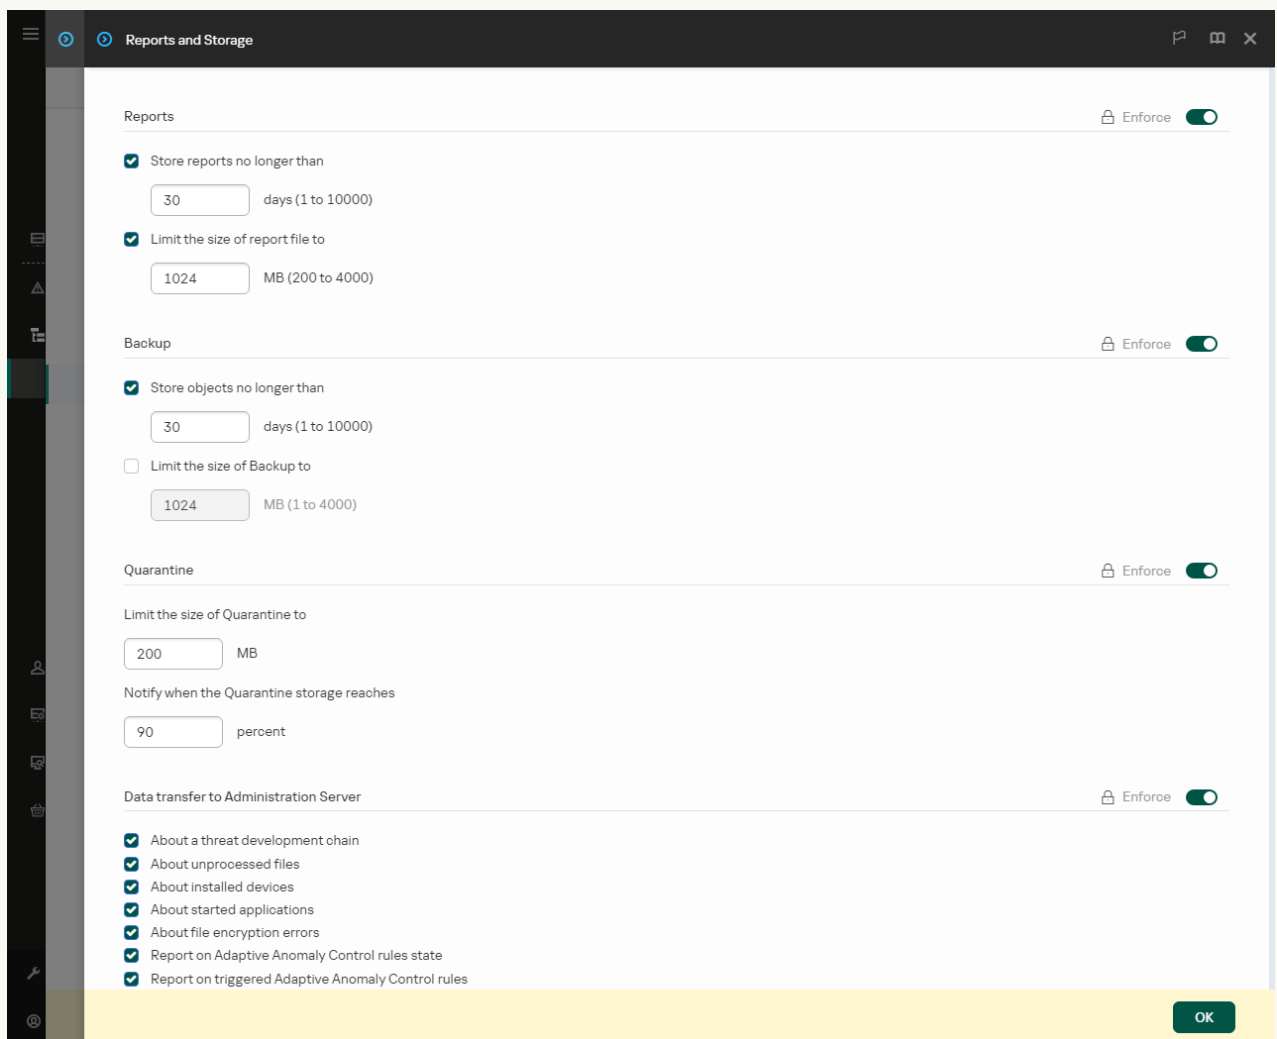 Reports and Storage
Reports
Enforce
Store reports no longer than
30 days (1 to 10000)
Limit the size of report file to
1024 MB (200 to 4000)
Backup
Enforce
Store objects no longer than
30 days (1 to 10000)
Limit the size of Backup to
1024 MB (1 to 4000)
Quarantine
Enforce
Limit the size of Quarantine to
200 MB
Notify when the Quarantine storage reaches
90 percent
Data transfer to Administration Server
Enforce
About a threat development chain
About unprocessed files
About installed devices
About started applications
About file encryption errors
Report on Adaptive Anomaly Control rules state
Report on triggered Adaptive Anomaly Control rules
OK